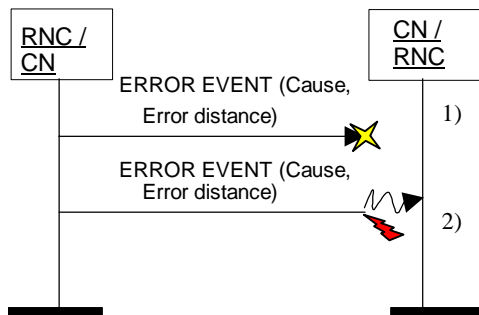 RNC /
CN
CN /
RNC
ERROR EVENT (Cause,
Error distance)
1)
ERROR EVENT (Cause,
Error distance)
2)